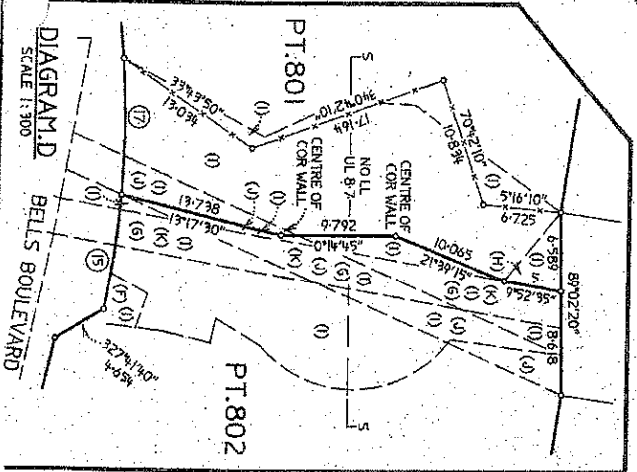 PT.801
PT.802
DIAGRAM.D
SCALE 1:300
BELLS BOULEVARD
33°43'50"
13.034
340°42'10"
17.164
70°42'10"
10.834
5°16'10"
6.725
6.589
89°02'20"
18.618
9°52'35"
5
10.065
21°39'15"
9.792
0°14'45"
13.738
13°17'30"
327°41'40"
4.654
CENTRE OF
COR WALL
CENTRE OF
COR WALL
NO LL
UL 8.7
S
S
(17)
(15)
(I)
(I)
(I)
(I)
(J)
(I)
(J)
(I)
(G)
(K)
(I)
(K)
(J)
(G)
(I)
(I)
(H)
(I)
(G)
(I)
(K)
(I)
(J)
(I)
(J)
(I)
(F)
(I)